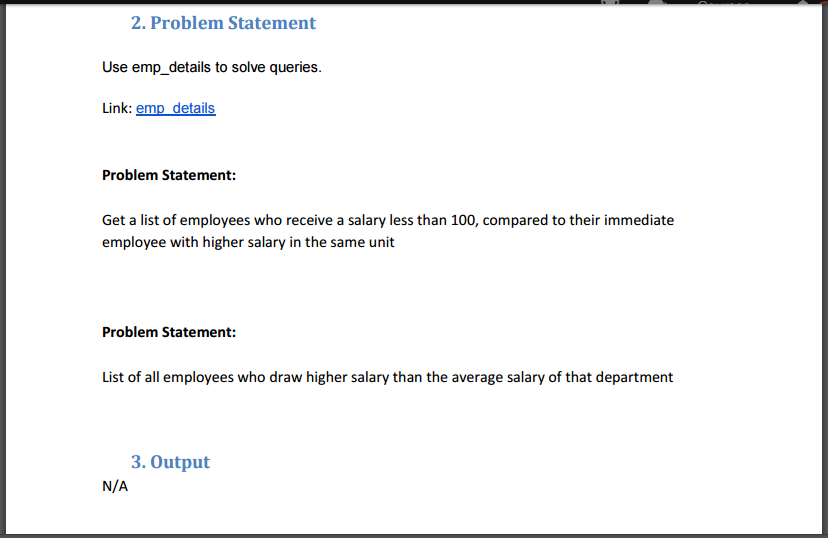 2. Problem Statement
Use emp_details to solve queries.
Link: emp_details
Problem Statement:
Get a list of employees who receive a salary less than 100, compared to their immediate
employee with higher salary in the same unit
Problem Statement:
List of all employees who draw higher salary than the average salary of that department
3. Output
N/A